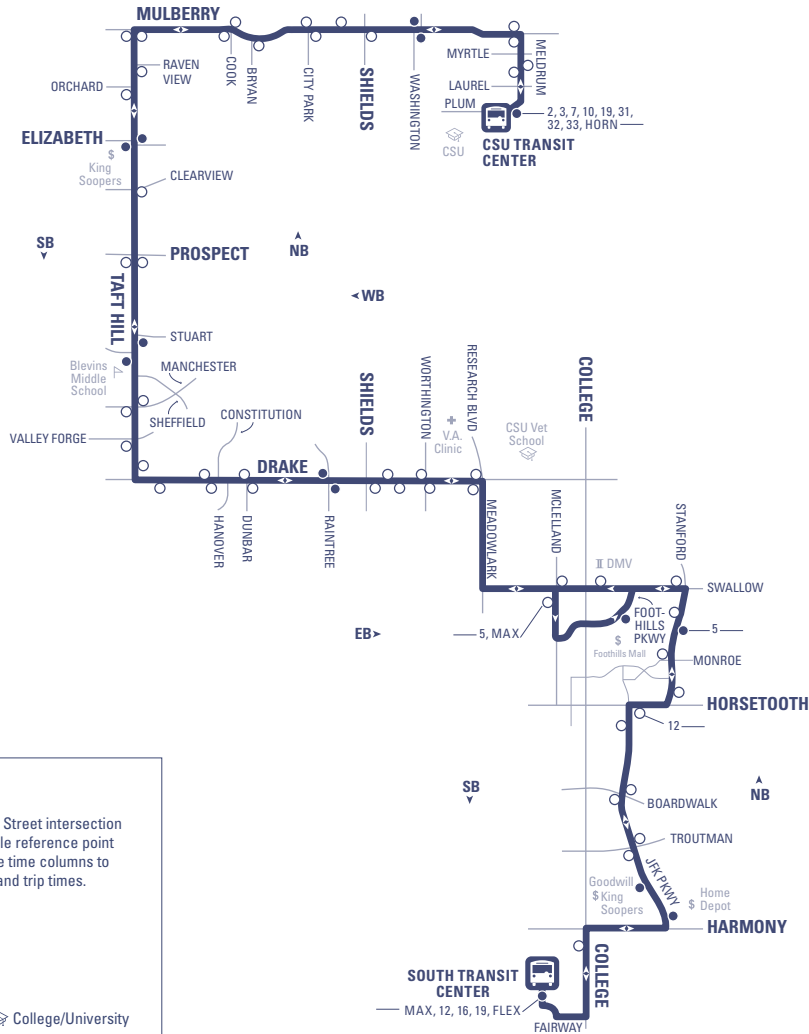 MULBERRY
COOK
BRYAN
CITY PARK
SHIELDS
WASHINGTON
MYRTLE
MELDRUM
LAUREL
PLUM
2, 3, 7, 10, 19, 31,
32, 33, HORN
CSU
CSU TRANSIT
CENTER
RAVEN
VIEW
ORCHARD
ELIZABETH
$
King
Soopers
CLEARVIEW
SB
NB
PROSPECT
WB
TAFT HILL
STUART
Blevins
Middle
School
MANCHESTER
SHEFFIELD
CONSTITUTION
VALLEY FORGE
DRAKE
SHIELDS
WORTHINGTON
RESEARCH BLVD
V.A.
Clinic
CSU Vet
School
COLLEGE
HANOVER
DUNBAR
RAINTREE
MEADOWLARK
MCLELLAND
STANFORD
DMV
SWALLOW
FOOT-
HILLS
PKWY
EB
5, MAX
$
Foothills Mall
5
MONROE
HORSETOOTH
12
SB
NB
BOARDWALK
TROUTMAN
JFK PKWY
Goodwill
$ King
Soopers
Home
$ Depot
HARMONY
COLLEGE
SOUTH TRANSIT
CENTER
MAX, 12, 16, 19, FLEX
FAIRWAY
Street intersection
le reference point
e time columns to
and trip times.
College/University